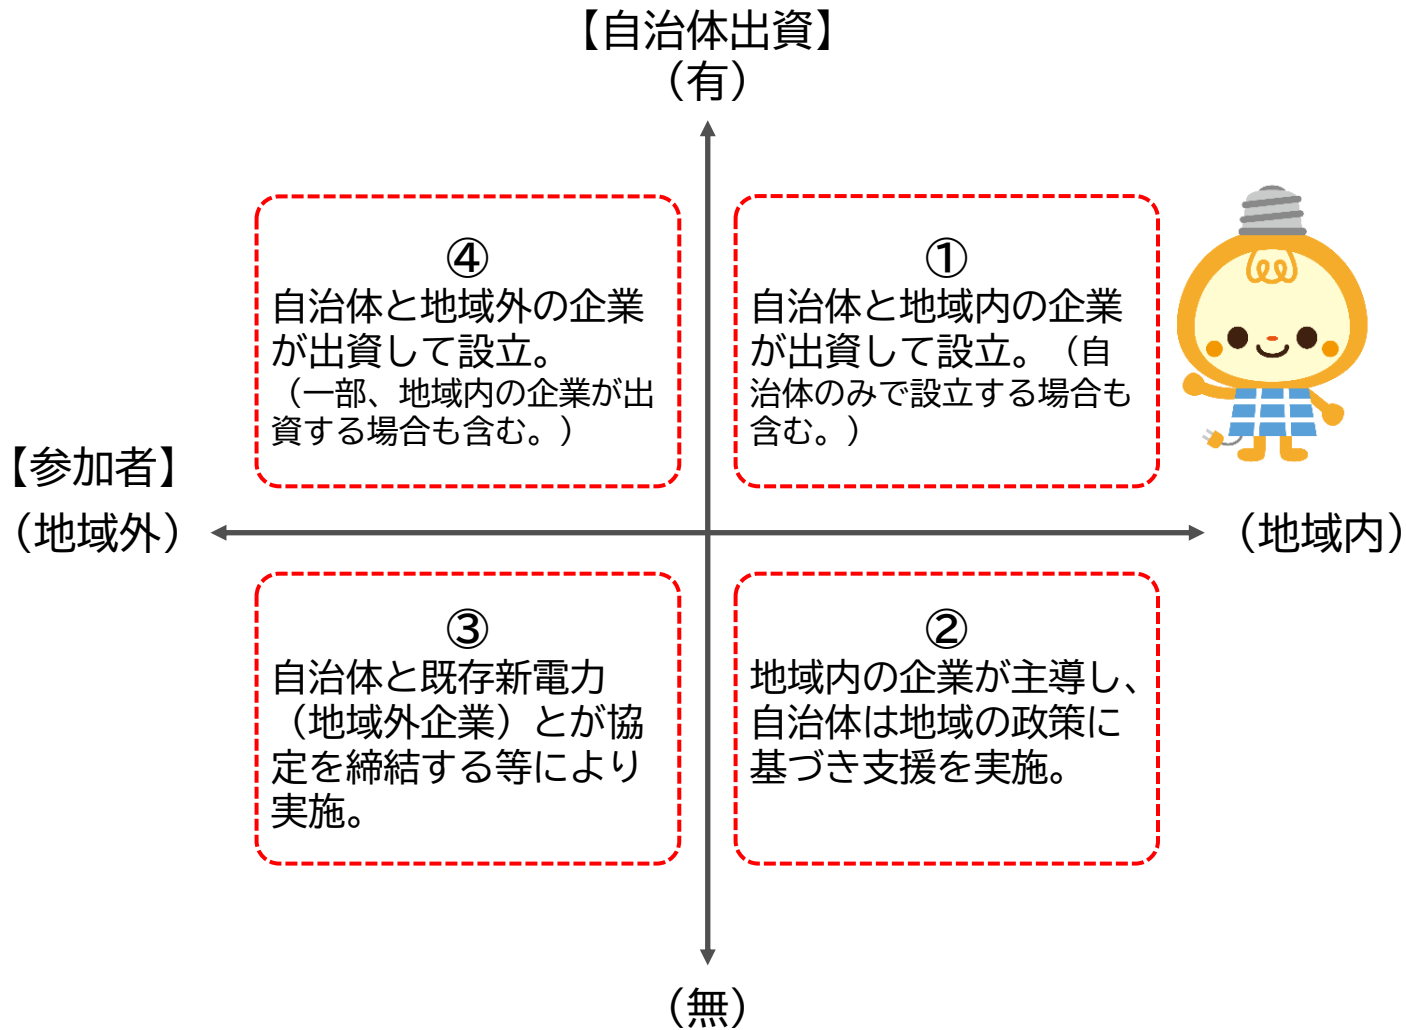 【自治体出資】
（有）
④
自治体と地域外の企業
が出資して設立。
（一部、地域内の企業が出
資する場合も含む。）
①
自治体と地域内の企業
が出資して設立。（自
治体のみで設立する場合も
含む。）
【参加者】
（地域外）
（地域内）
③
自治体と既存新電力
（地域外企業）とが協
定を締結する等により
実施。
②
地域内の企業が主導し、
自治体は地域の政策に
基づき支援を実施。
（無）